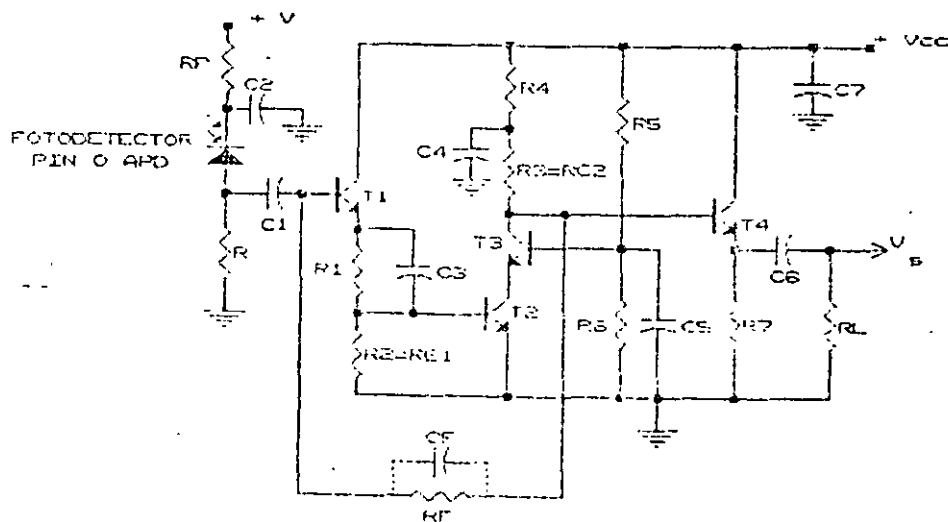 + V
+ Vcc
C2
R4
C7
R5
FOTODETECTOR
PIN O APD
C4
R3=RC2
T1
C1
T4
T3
R
R1
C3
C6
V
T2
R6
C5
R7
RL
R2=RE1
CF
RF